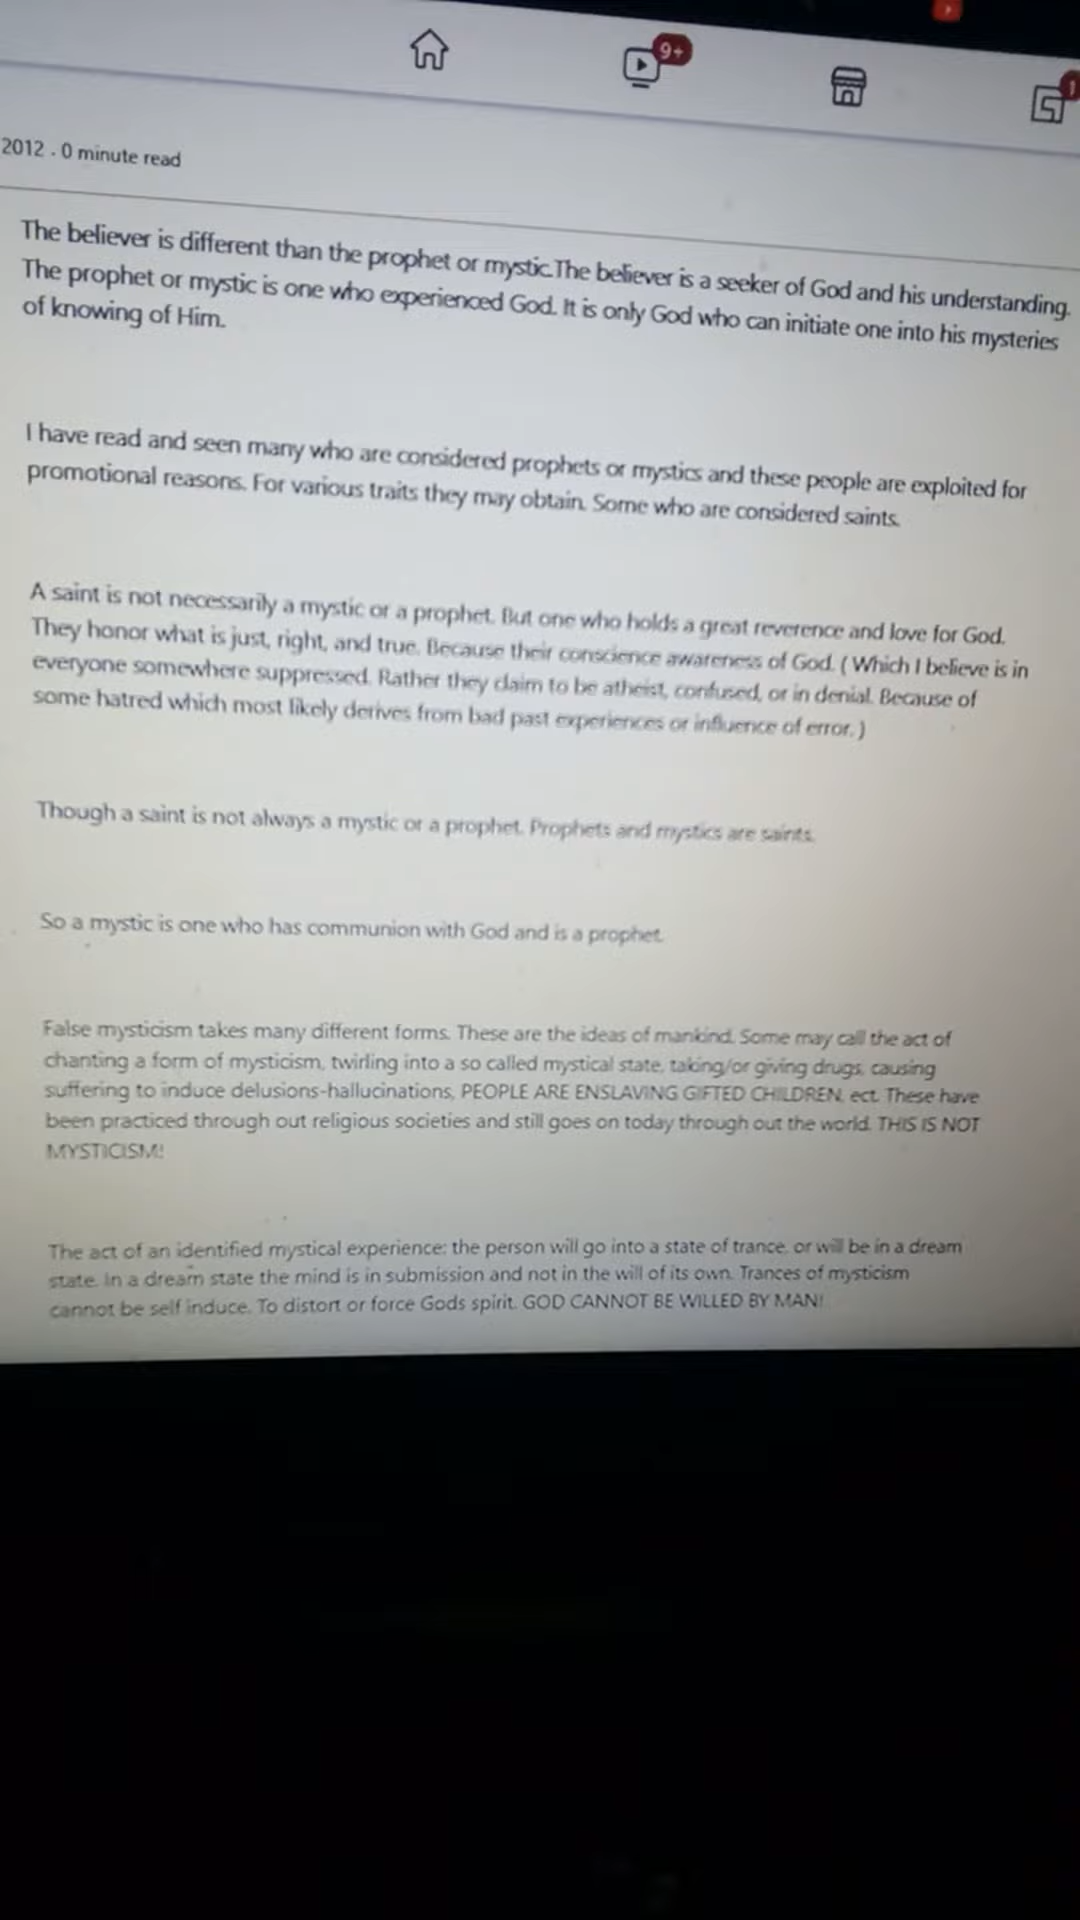 9+
1
2012 . 0 minute read
The believer is different than the prophet or mystic.The believer is a seeker of God and his understanding.
The prophet or mystic is one who experienced God. It is only God who can initiate one into his mysteries
of knowing of Him.
I have read and seen many who are considered prophets or mystics and these people are exploited for
promotional reasons. For various traits they may obtain. Some who are considered saints.
A saint is not necessarily a mystic or a prophet. But one who holds a great reverence and love for God.
They honor what is just, right, and true. Because their conscience awareness of God. ( Which I believe is in
everyone somewhere suppressed. Rather they claim to be atheist, confused, or in denial. Because of
some hatred which most likely derives from bad past experiences or influence of error. )
Though a saint is not always a mystic or a prophet. Prophets and mystics are saints.
So a mystic is one who has communion with God and is a prophet.
False mysticism takes many different forms. These are the ideas of mankind. Some may call the act of
chanting a form of mysticism, twirling into a so called mystical state, taking/or giving drugs, causing
suffering to induce delusions-hallucinations, PEOPLE ARE ENSLAVING GIFTED CHILDREN, ect. These have
been practiced through out religious societies and still goes on today through out the world. THIS IS NOT
MYSTICISM!
The act of an identified mystical experience: the person will go into a state of trance, or will be in a dream
state. In a dream state the mind is in submission and not in the will of its own. Trances of mysticism
cannot be self induce. To distort or force Gods spirit. GOD CANNOT BE WILLED BY MAN!